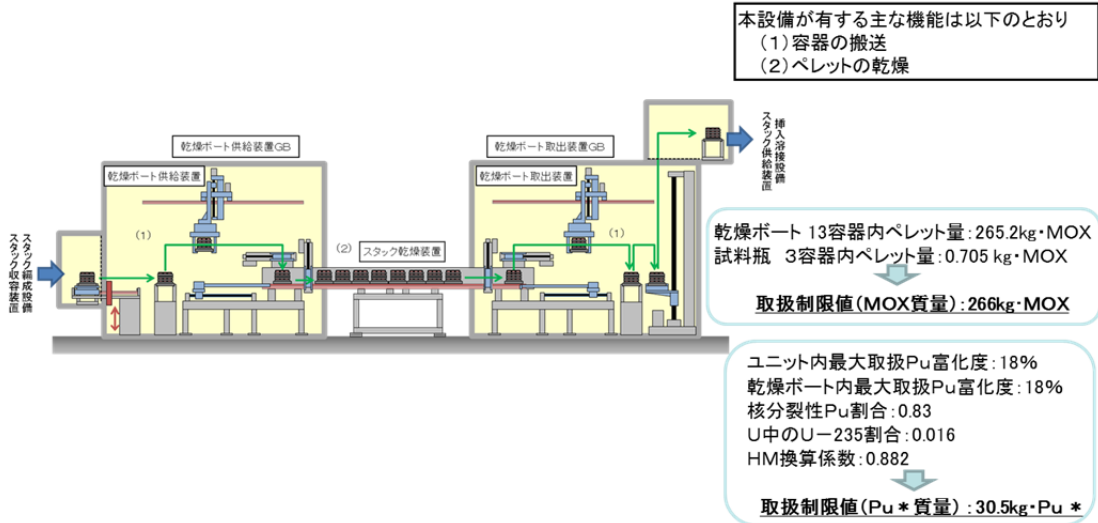 本設備が有する主な機能は以下のとおり
(1)容器の搬送
(2)ペレットの乾燥
乾燥ボート供給装置GB
乾燥ボート取出装置GB
乾燥ボート供給装置
乾燥ボート取出装置
挿入溶接設備
スタック供給装置
(1)
(2)
スタック乾燥装置
(1)
スタック編成設備
スタック収容装置
乾燥ボート 13容器内ペレット量:265.2kg・MOX
試料瓶 3容器内ペレット量:0.705 kg・MOX
取扱制限値(MOX質量):266kg・MOX
ユニット内最大取扱Pu富化度:18%
乾燥ボート内最大取扱Pu富化度:18%
核分裂性Pu割合:0.83
U中のU-235割合:0.016
HM換算係数:0.882
取扱制限値(Pu*質量):30.5kg・Pu*